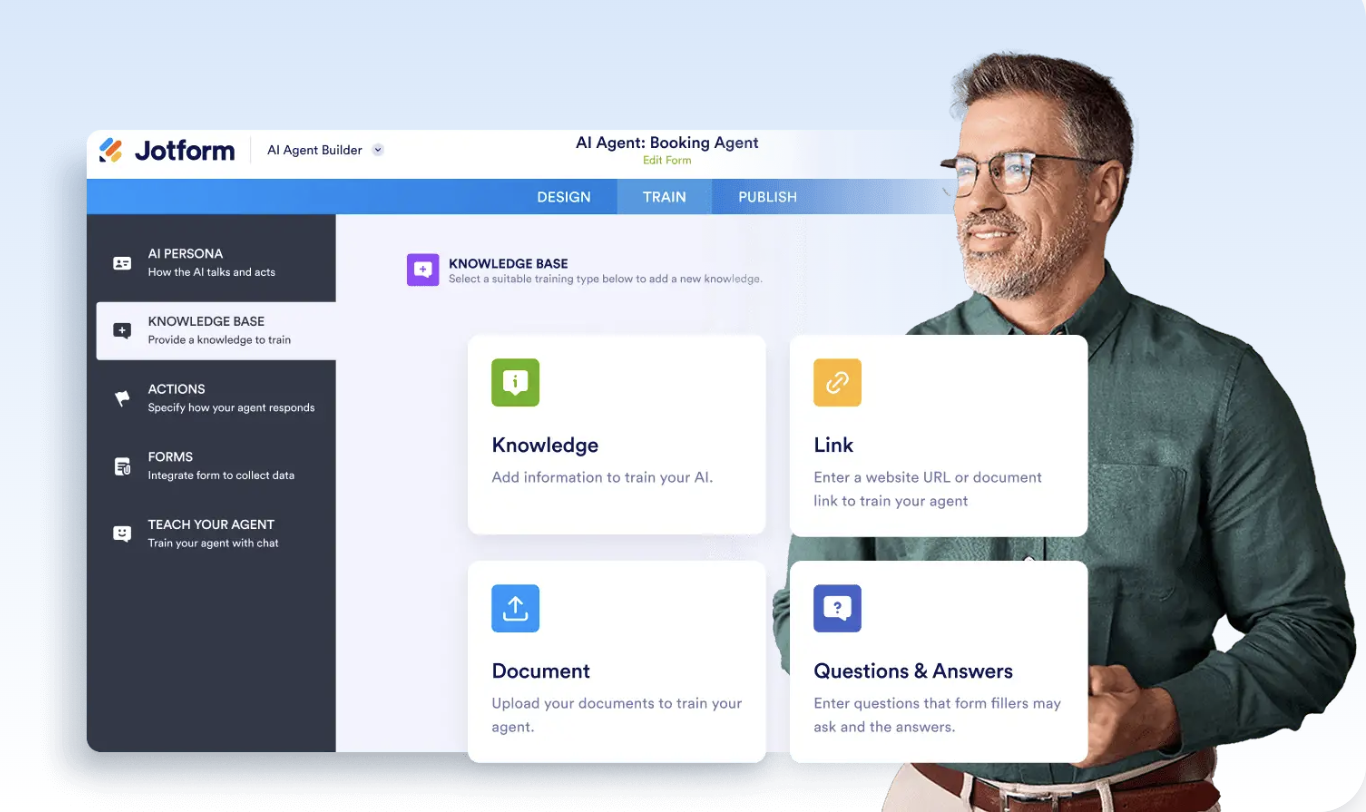 Jotform
AI Agent Builder
AI Agent: Booking Agent
Edit Form
DESIGN
TRAIN
PUBLISH
AI PERSONA
How the AI talks and acts
KNOWLEDGE BASE
Provide a knowledge to train
ACTIONS
Specify how your agent responds
FORMS
Integrate form to collect data
TEACH YOUR AGENT
Train your agent with chat
KNOWLEDGE BASE
Select a suitable training type below to add a new knowledge.
Knowledge
Add information to train your AI.
Link
Enter a website URL or document
link to train your agent
Document
Upload your documents to train your
agent.
Questions & Answers
Enter questions that form fillers may
ask and the answers.